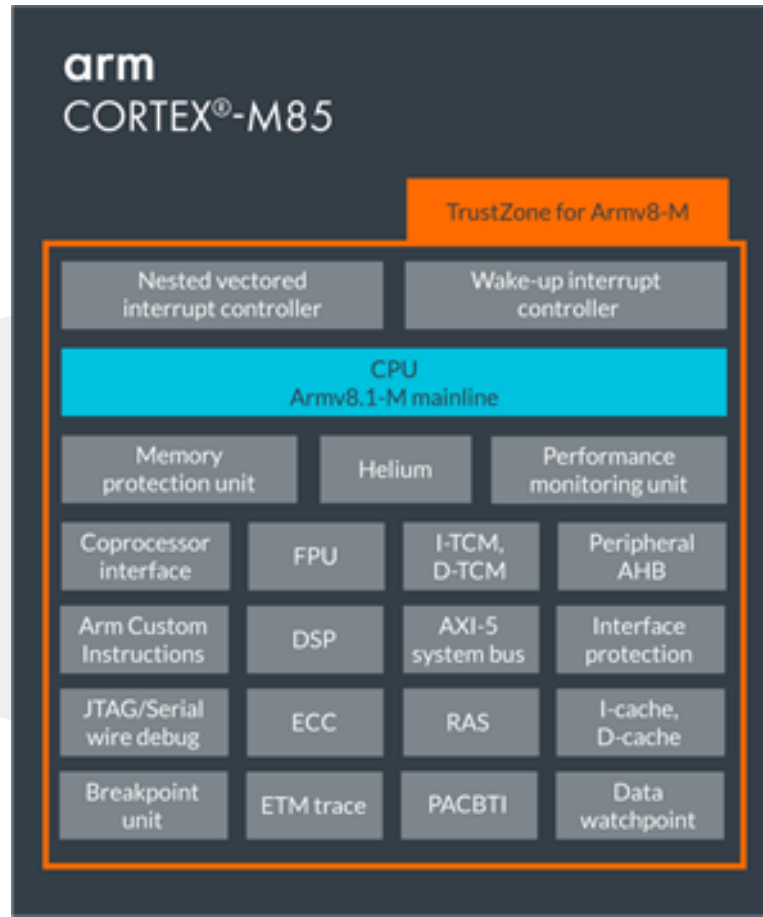 arm
CORTEX®-M85
TrustZone for Armv8-M
Nested vectored
interrupt controller
Wake-up interrupt
controller
CPU
Armv8.1-M mainline
Memory
protection unit
Helium
Performance
monitoring unit
Coprocessor
interface
FPU
I-TCM,
D-TCM
Peripheral
AHB
Arm Custom
Instructions
DSP
AXI-5
system bus
Interface
protection
JTAG/Serial
wire debug
ECC
RAS
I-cache,
D-cache
Breakpoint
unit
ETM trace
PACBTI
Data
watchpoint